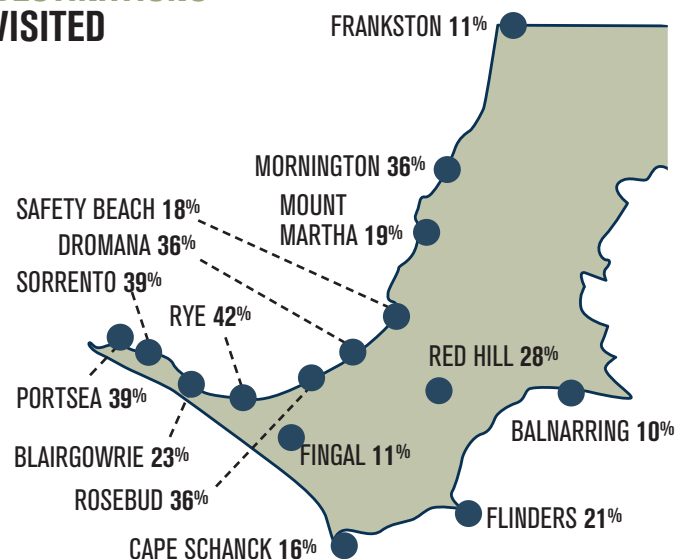 VISITED
FRANKSTON 11%
MORNINGTON 36%
SAFETY BEACH 18%
MOUNT
MARTHA 19%
DROMANA 36%
SORRENTO 39%
RYE 42%
RED HILL 28%
PORTSEA 39%
BALNARRING 10%
BLAIRGOWRIE 23%
FINGAL 11%
ROSEBUD 36%
FLINDERS 21%
CAPE SCHANCK 16%